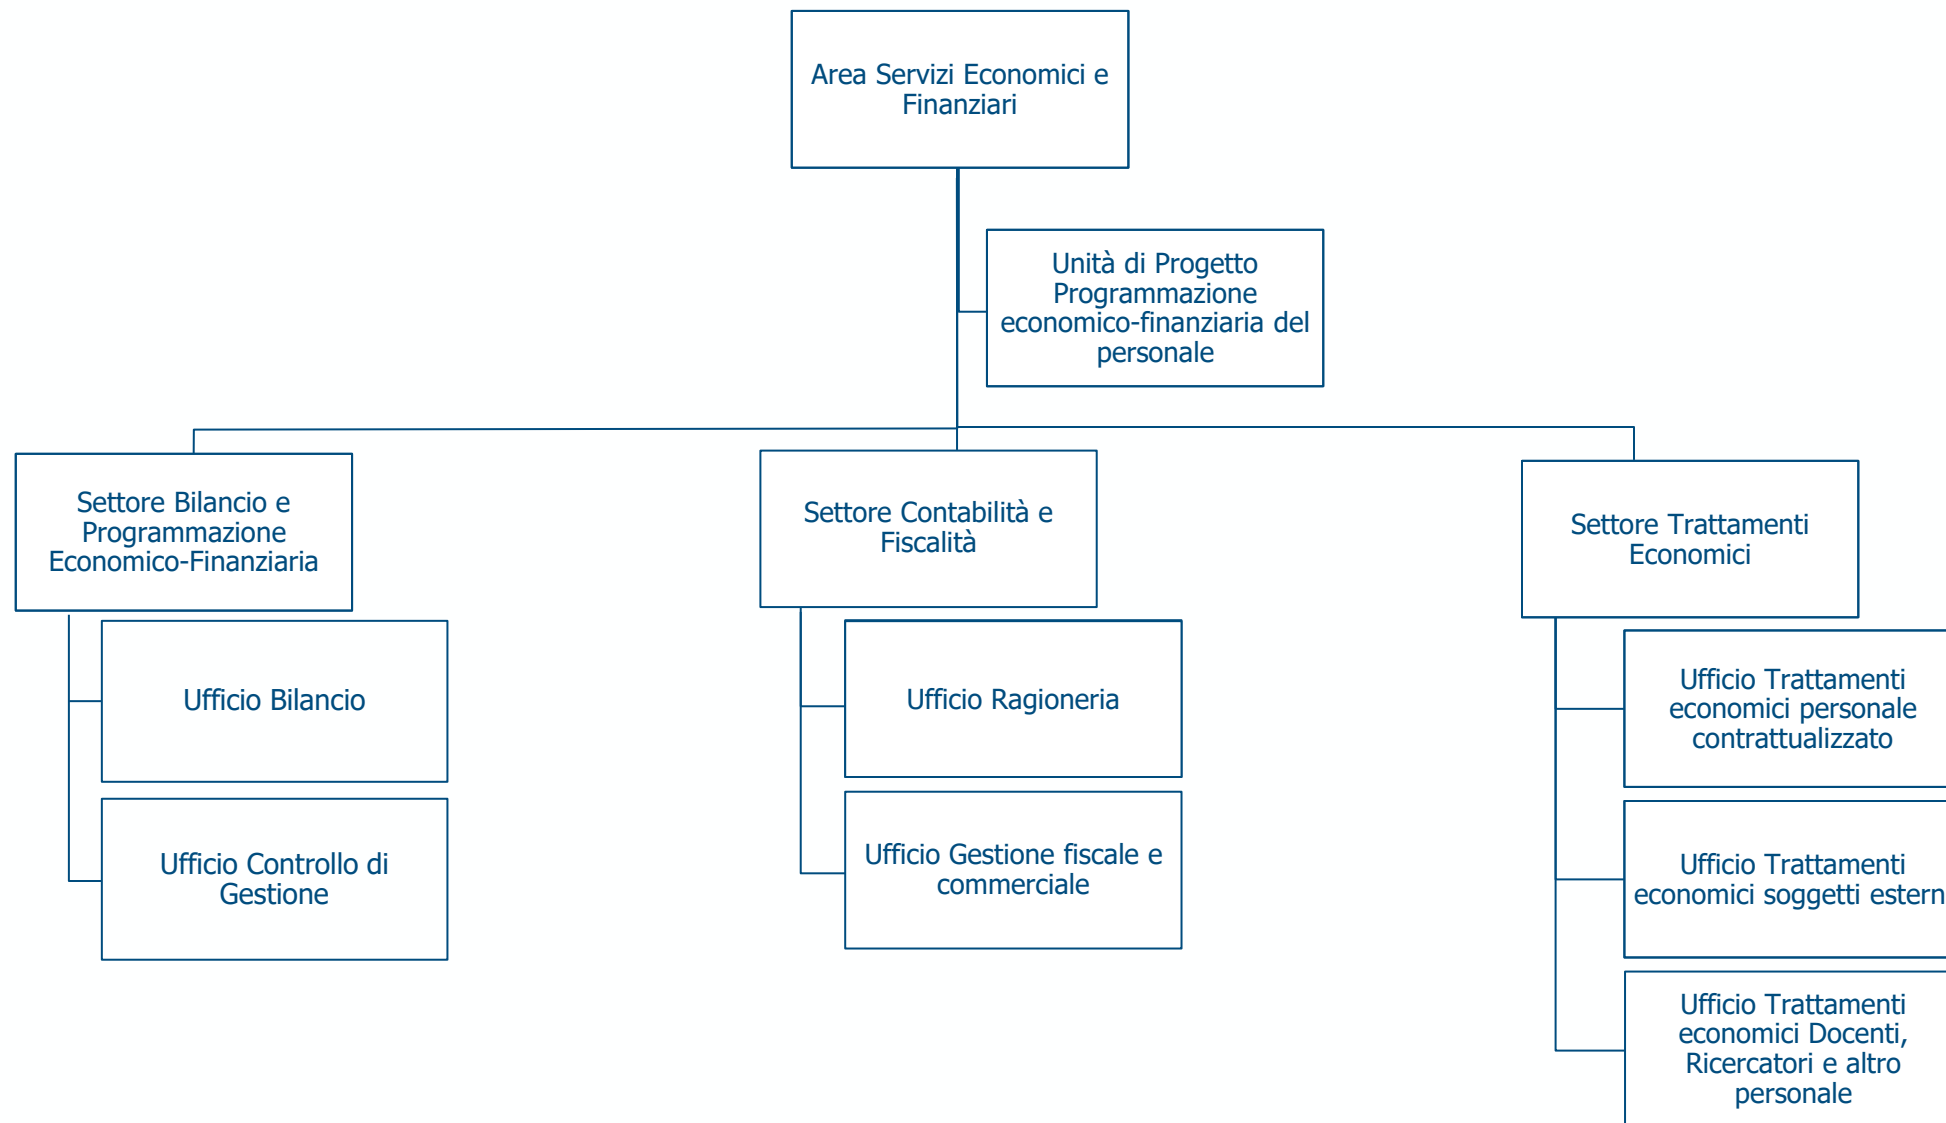 Area Servizi Economici e
Finanziari
Unità di Progetto
Programmazione
economico-finanziaria del
personale
Settore Bilancio e
Programmazione
Economico-Finanziaria
Settore Contabilità e
Fiscalità
Settore Trattamenti
Economici
Ufficio Bilancio
Ufficio Controllo di
Gestione
Ufficio Ragioneria
Ufficio Gestione fiscale e
commerciale
Ufficio Trattamenti
economici personale
contrattualizzato
Ufficio Trattamenti
economici soggetti estern
Ufficio Trattamenti
economici Docenti,
Ricercatori e altro
personale